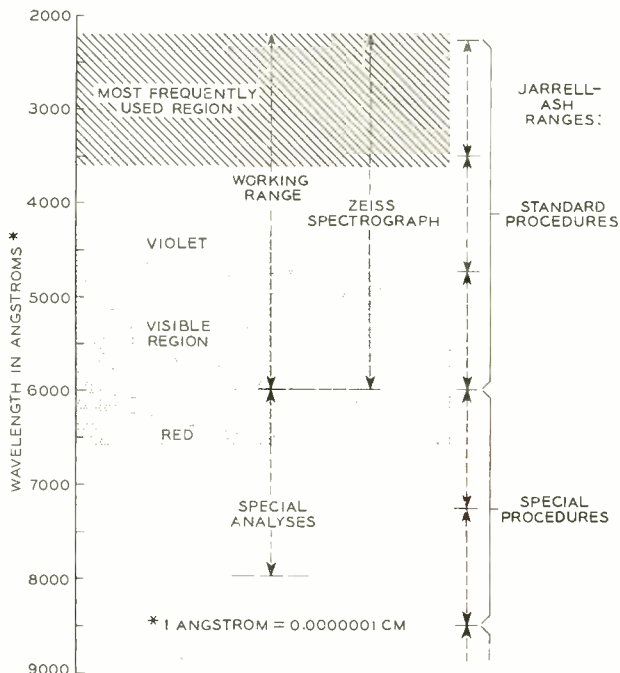 2000
MOST FREQUENTLY
USED REGION
JARRELL-
ASH
RANGES:
3000
WORKING
RANGE
ZEISS
SPECTROGRAPH
STANDARD
PROCEDURES
4000
VIOLET
WAVELENGTH IN ANGSTROMS *
5000
VISIBLE
REGION
6000
RED
7000
SPECIAL
ANALYSES
SPECIAL
PROCEDURES
8000
* 1 ANGSTROM = 0.0000001 CM
9000